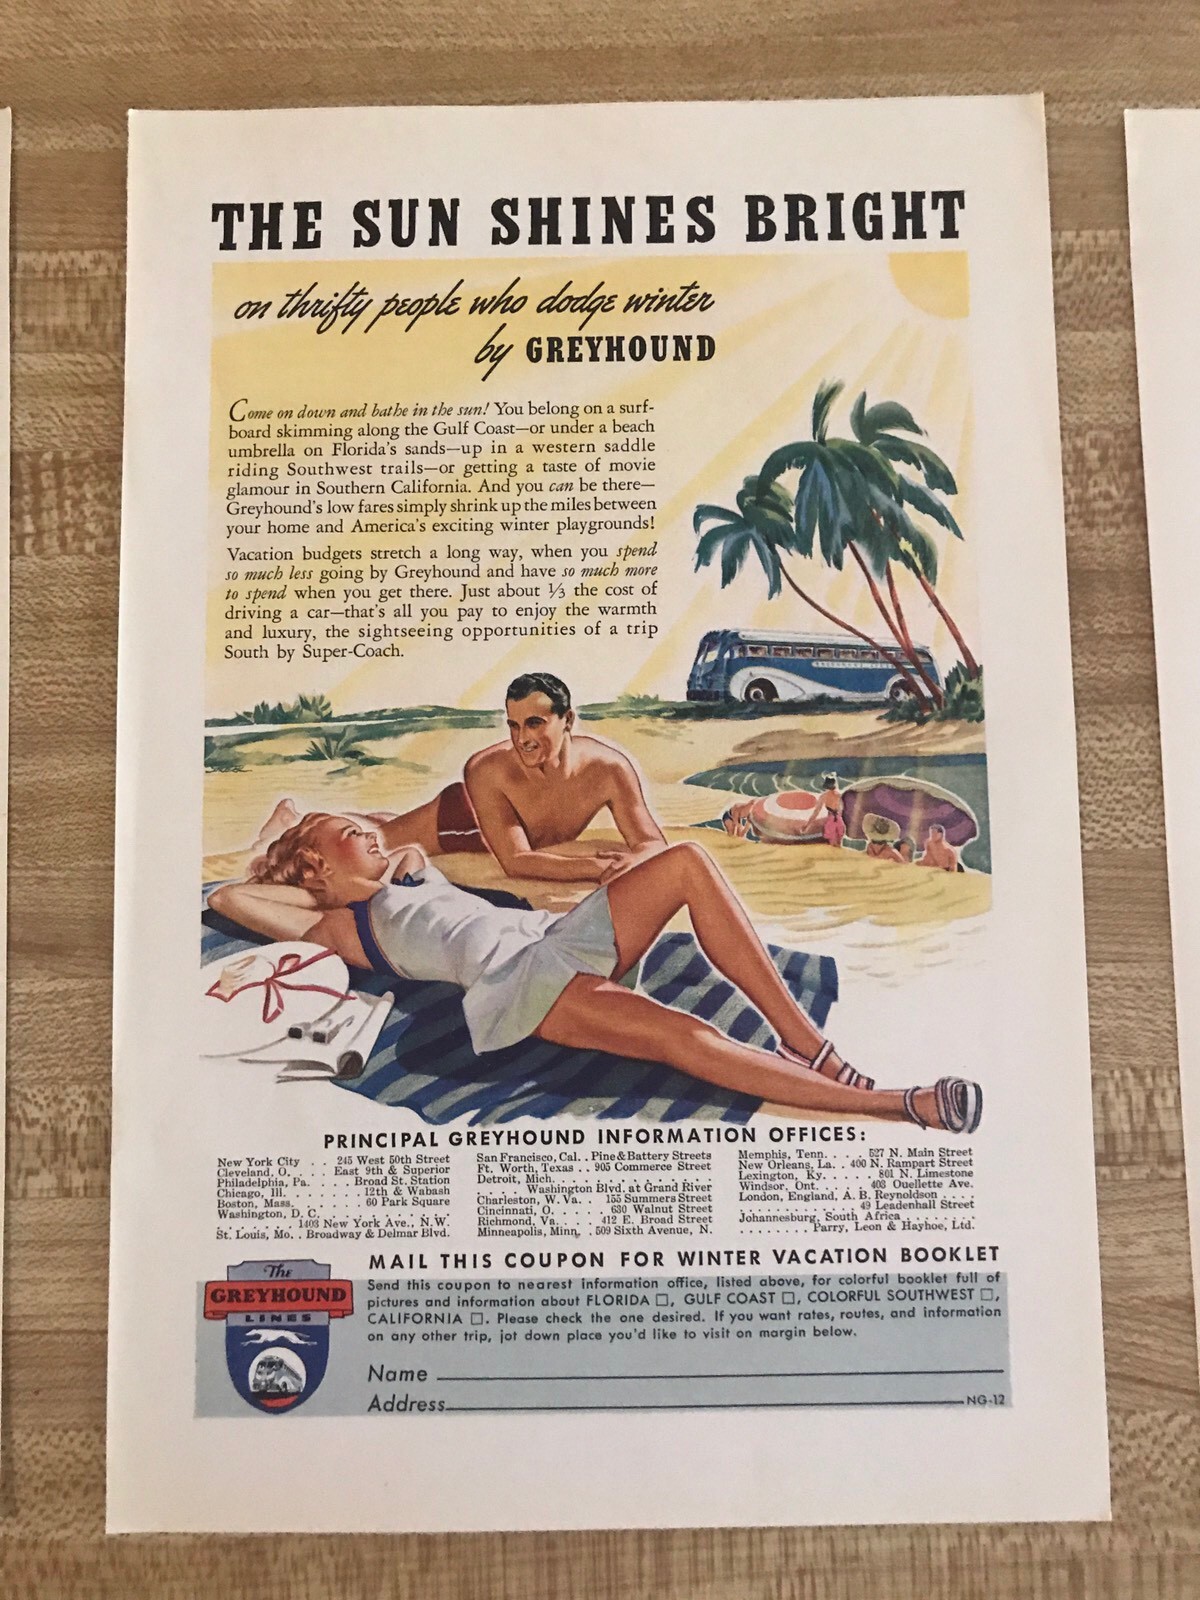 THE SUN SHINES BRIGHT
on thrifty people who dodge winter
by GREYHOUND
Come on down and bathe in the sun! You belong on a surf-
board skimming along the Gulf Coast—or under a beach
umbrella on Florida's sands—up in a western saddle
riding Southwest trails—or getting a taste of movie
glamour in Southern California. And you can be there—
Greyhound's low fares simply shrink up the miles between
your home and America's exciting winter playgrounds!
Vacation budgets stretch a long way, when you spend
so much less going by Greyhound and have so much more
to spend when you get there. Just about 1/3 the cost of
driving a car—that's all you pay to enjoy the warmth
and luxury, the sightseeing opportunities of a trip
South by Super-Coach.
PRINCIPAL GREYHOUND INFORMATION OFFICES:
New York City . . 245 West 50th Street
Cleveland, O. . . . East 9th & Superior
Philadelphia, Pa. . . . . Broad St. Station
Chicago, Ill. . . . . . . . 12th & Wabash
Boston, Mass. . . . . . . 60 Park Square
Washington, D. C. . . . . . . . . . .
. . . . . . . 1403 New York Ave., N.W.
St. Louis, Mo. . Broadway & Delmar Blvd.
San Francisco, Cal. . Pine & Battery Streets
Ft. Worth, Texas . . 905 Commerce Street
Detroit, Mich. . . . . . . . . . .
. . . . Washington Blvd. at Grand River
Charleston, W. Va. . . 155 Summers Street
Cincinnati, O. . . . . . 630 Walnut Street
Richmond, Va. . . . . 412 E. Broad Street
Minneapolis, Minn. . . 509 Sixth Avenue, N.
Memphis, Tenn. . . . . 527 N. Main Street
New Orleans, La. . . 400 N. Rampart Street
Lexington, Ky. . . . . . 801 N. Limestone
Windsor, Ont. . . . . . 403 Ouellette Ave.
London, England, A. B. Reynoldson . . . .
. . . . . . . . . . . . 49 Leadenhall Street
Johannesburg, South Africa . . . . . . . .
. . . . . . . . Parry, Leon & Hayhoe, Ltd.
MAIL THIS COUPON FOR WINTER VACATION BOOKLET
The
GREYHOUND
LINES
Send this coupon to nearest information office, listed above, for colorful booklet full of
pictures and information about FLORIDA □, GULF COAST □, COLORFUL SOUTHWEST □,
CALIFORNIA □. Please check the one desired. If you want rates, routes, and information
on any other trip, jot down place you'd like to visit on margin below.
Name
Address NG-12